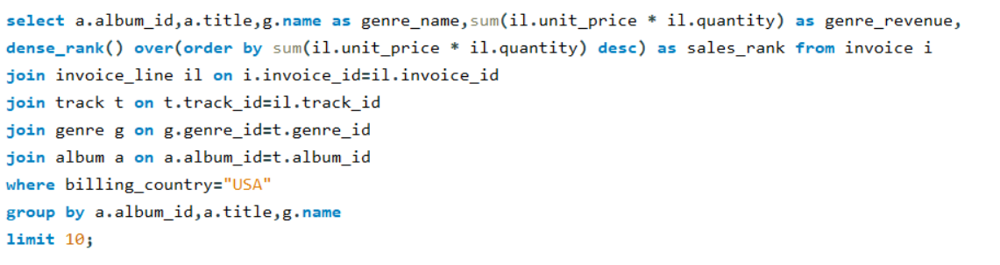 select a.album_id,a.title,g.name as genre_name,sum(il.unit_price * il.quantity) as genre_revenue,
dense_rank() over(order by sum(il.unit_price * il.quantity) desc) as sales_rank from invoice i
join invoice_line il on i.invoice_id=il.invoice_id
join track t on t.track_id=il.track_id
join genre g on g.genre_id=t.genre_id
join album a on a.album_id=t.album_id
where billing_country="USA"
group by a.album_id,a.title,g.name
limit 10;